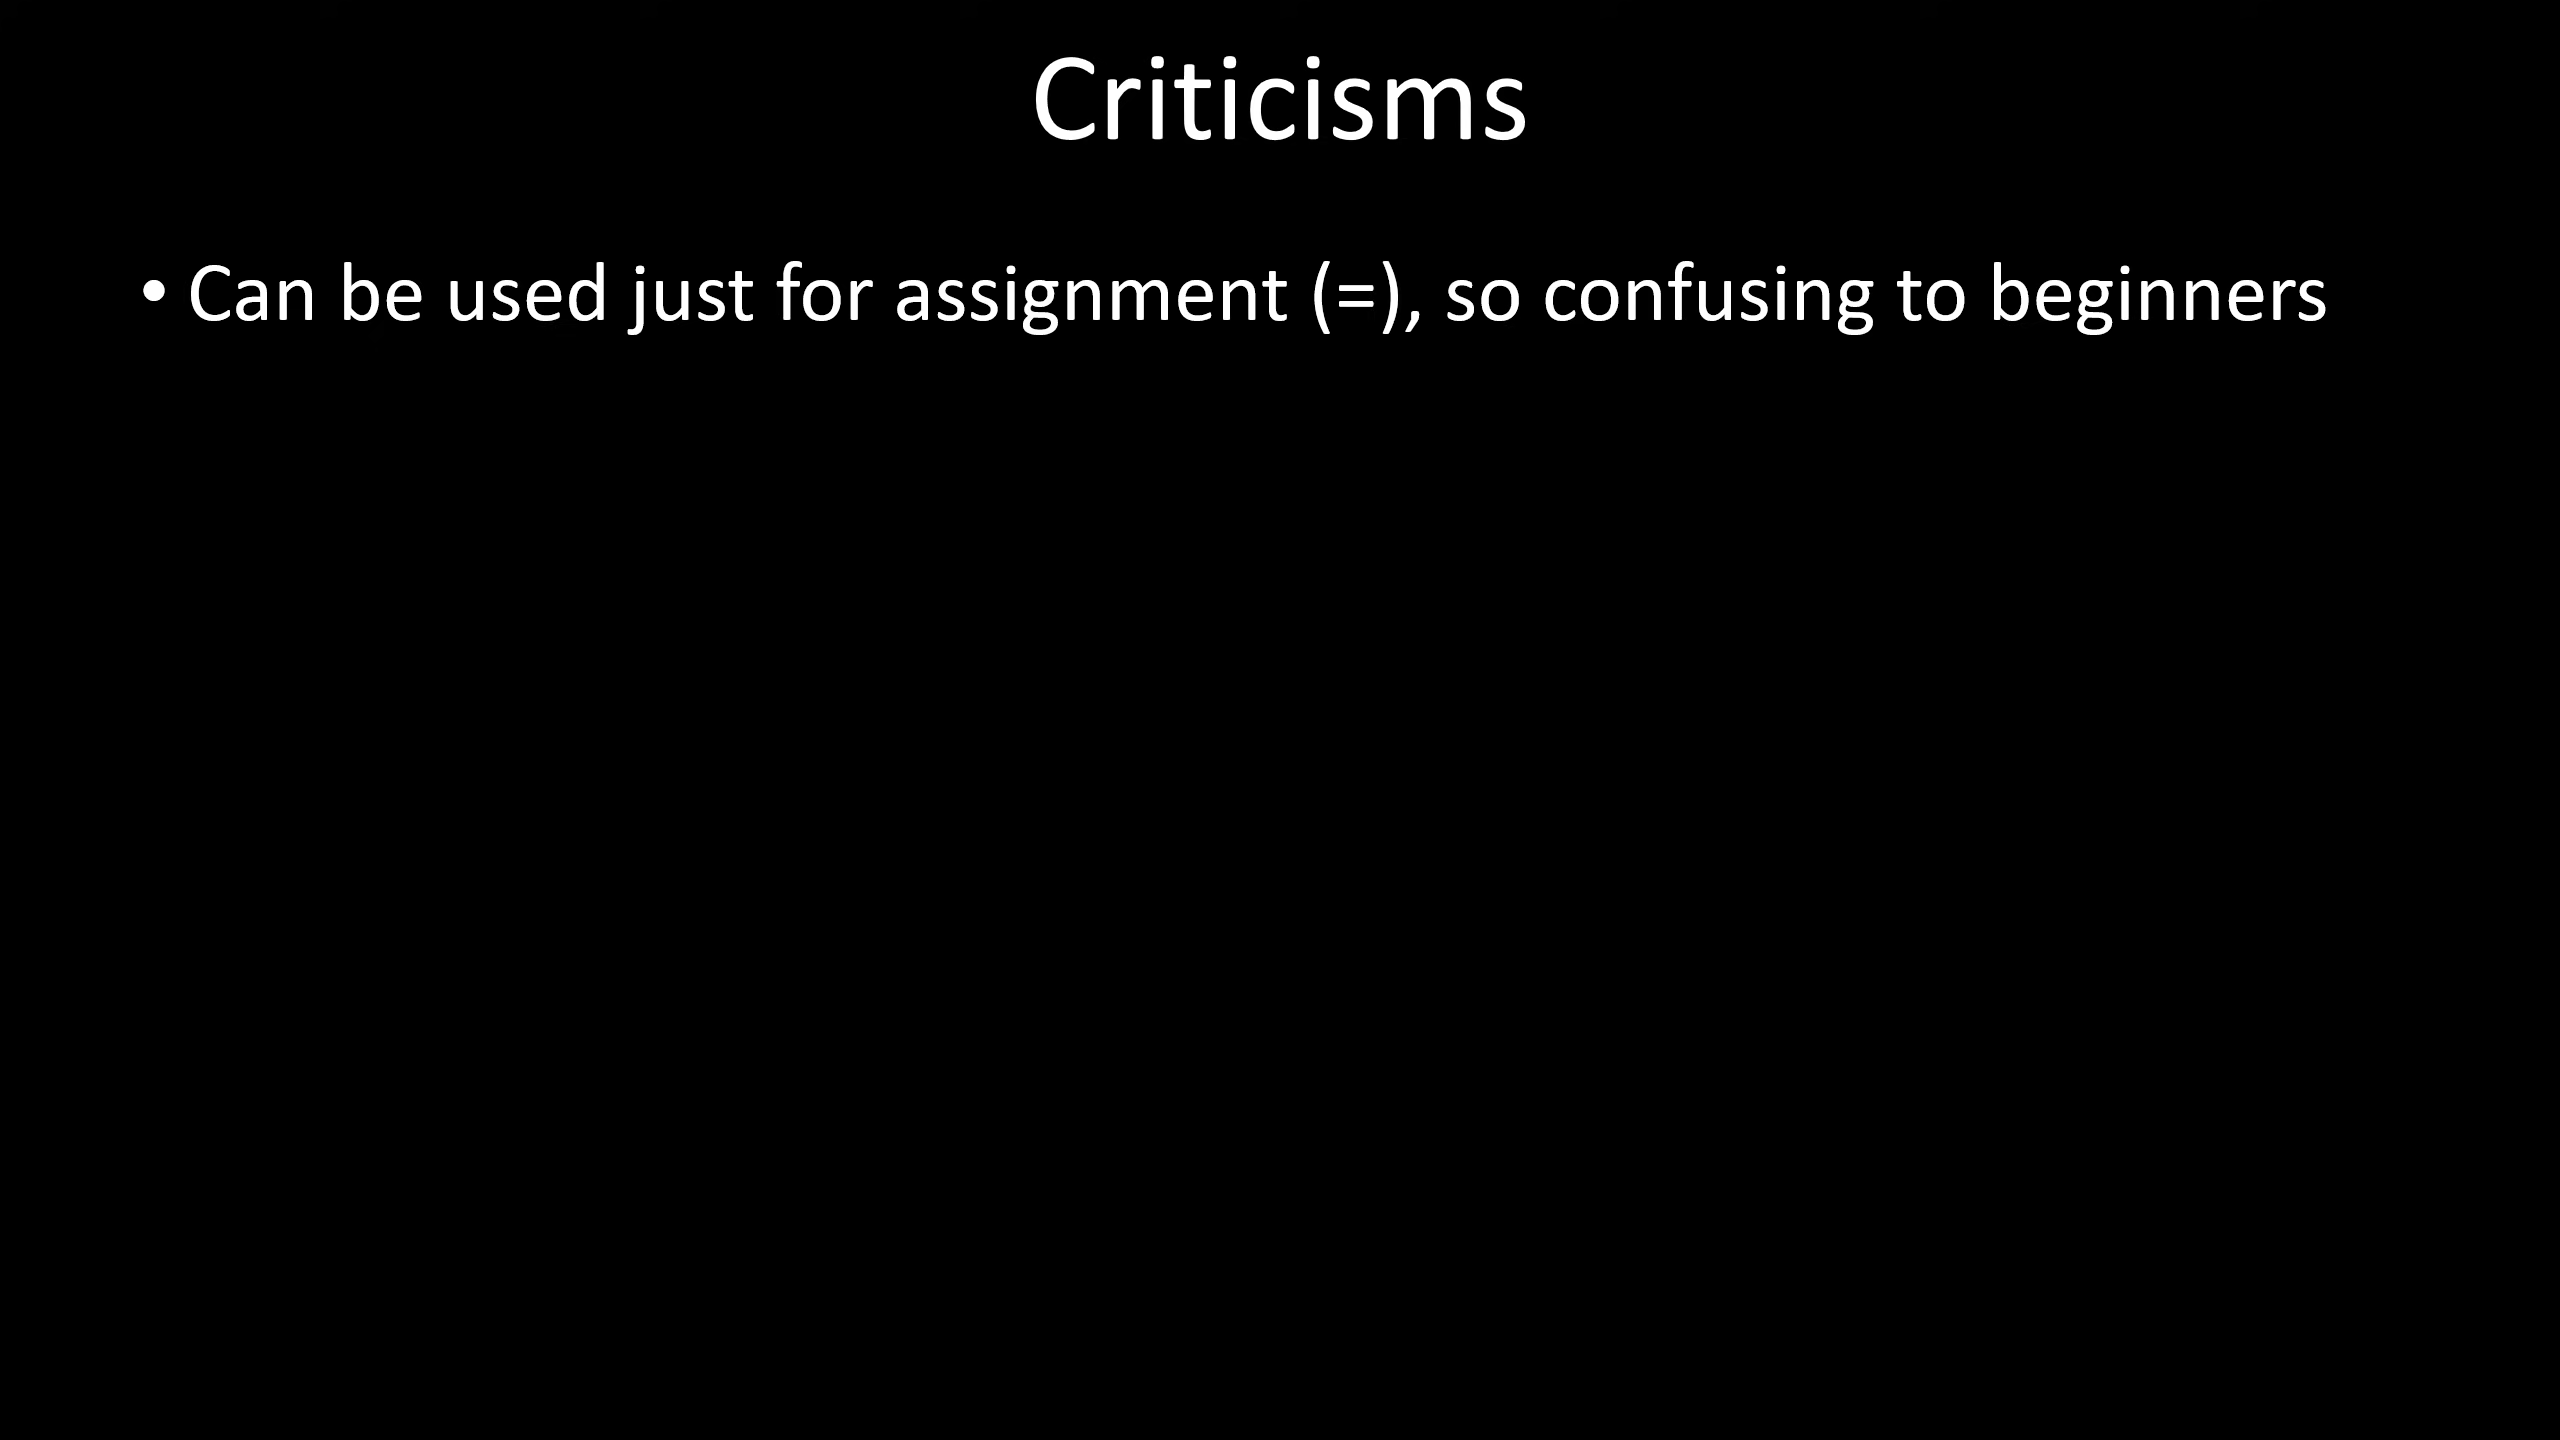 Criticisms
• Can be used just for assignment (=), so confusing to beginners